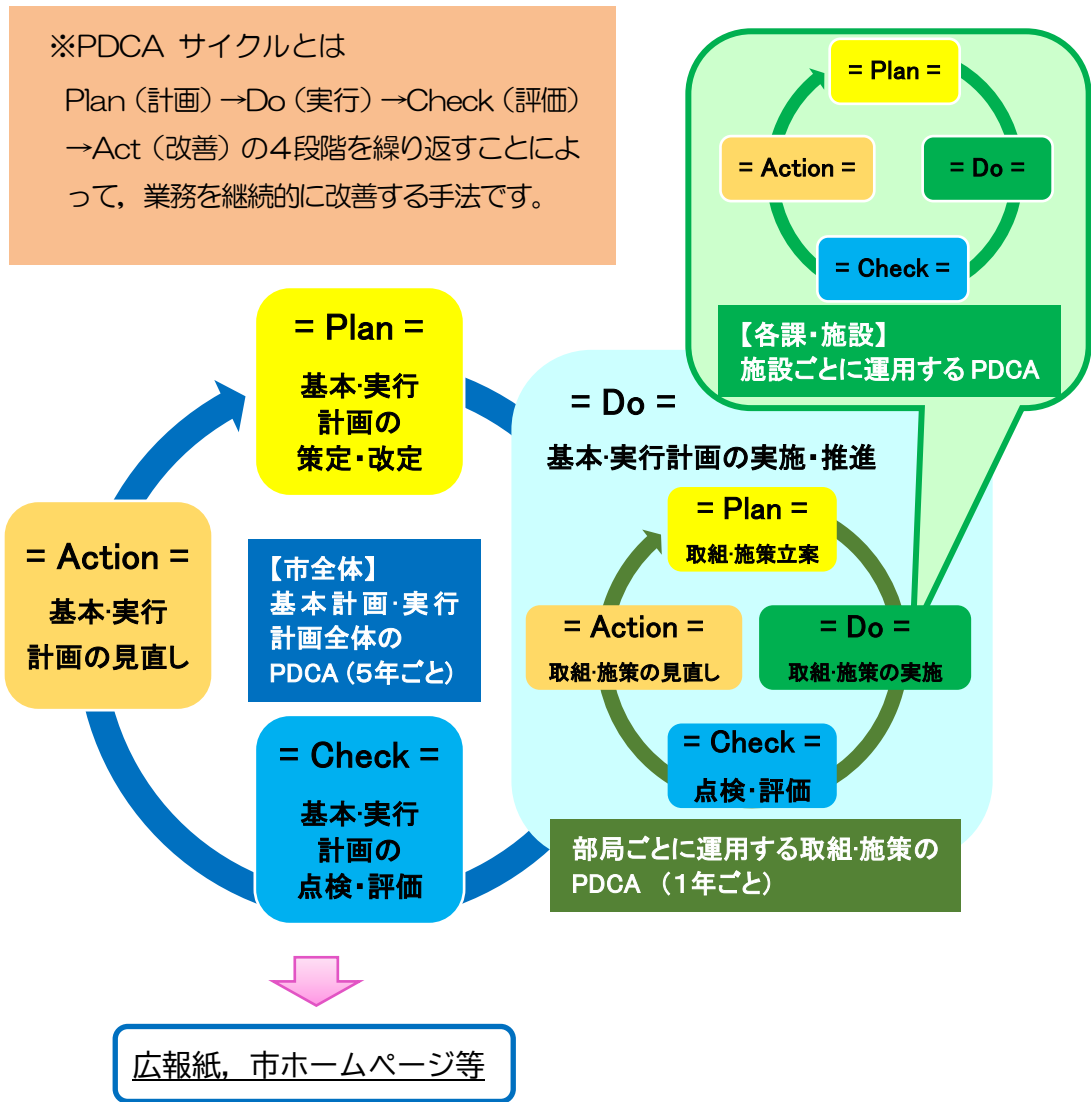 ※PDCA サイクルとは
Plan（計画）→Do（実行）→Check（評価）
→Act（改善）の４段階を繰り返すことによ
って，業務を継続的に改善する手法です。
= Plan =
= Action =
= Do =
= Check =
【各課・施設】
施設ごとに運用する PDCA
= Plan =
基本·実行
計画の
策定・改定
= Do =
基本·実行計画の実施・推進
= Plan =
取組·施策立案
= Action =
取組·施策の見直し
= Do =
取組·施策の実施
= Check =
点検・評価
部局ごとに運用する取組·施策の
PDCA （１年ごと）
= Action =
基本·実行
計画の見直し
【市全体】
基本計画·実行
計画全体の
PDCA（５年ごと）
= Check =
基本·実行
計画の
点検・評価
広報紙，市ホームページ等